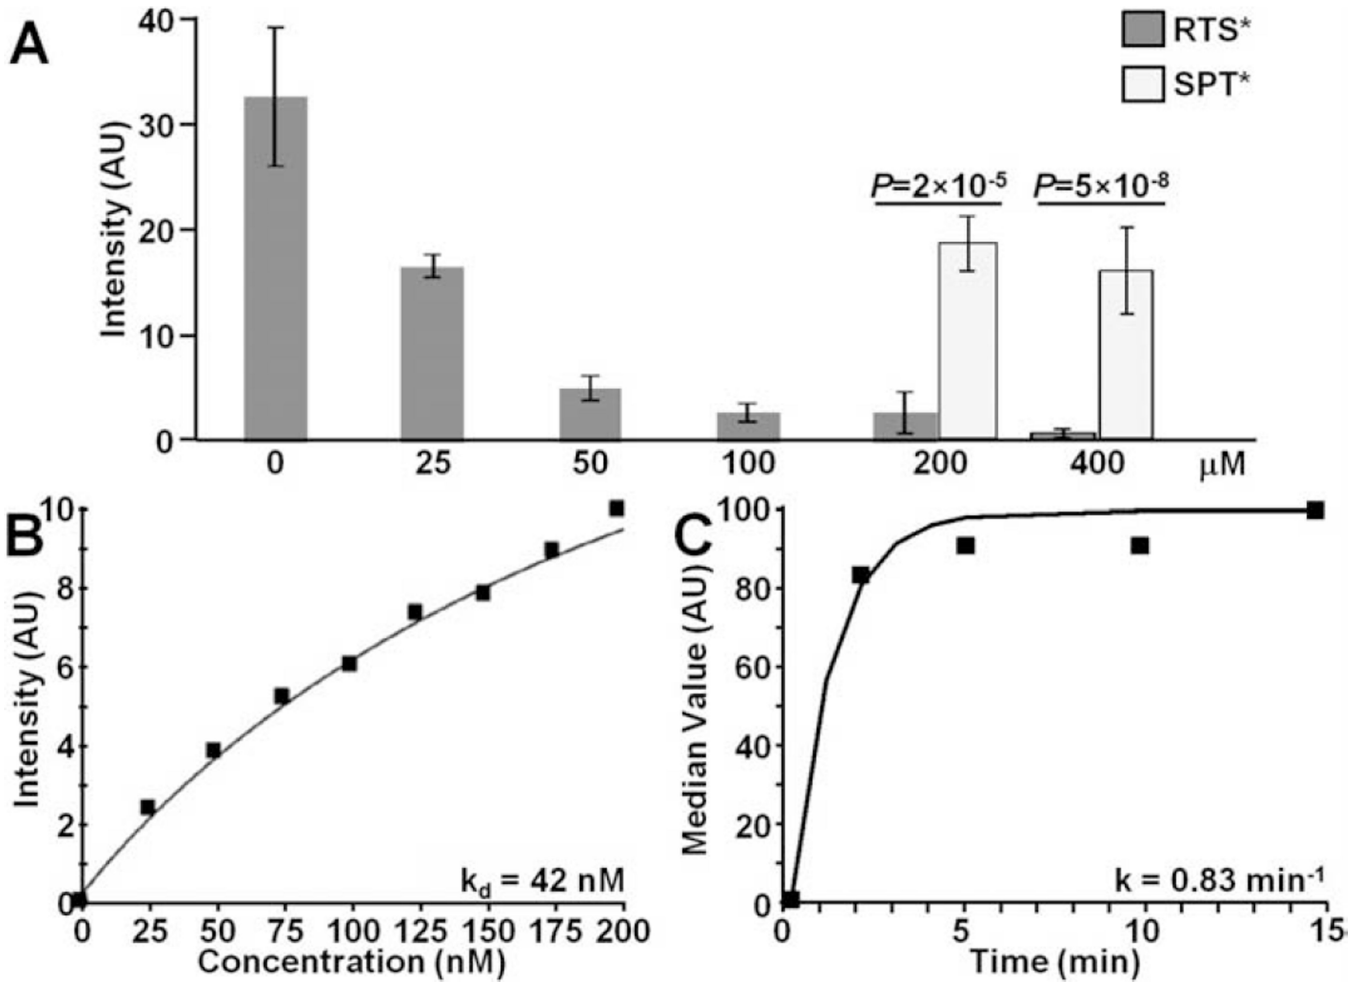 A
Intensity (AU)
40
30
20
10
0
RTS*
SPT*
P=2×10-5
P=5×10-8
0 25 50 100 200 400 μM
B
Intensity (AU)
10
8
6
4
2
0
kd = 42 nM
0 25 50 75 100 125 150 175 200
Concentration (nM)
C
Median Value (AU)
100
80
60
40
20
0
k = 0.83 min-1
0 5 10 15
Time (min)